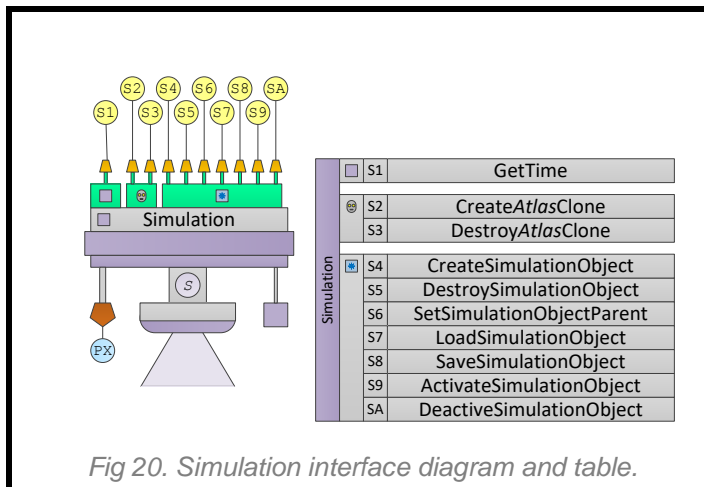 S2 S4 S6 S8 SA
S1 S3 S5 S7 S9
Simulation
S
PX
Simulation
S1 GetTime
S2 CreateAtlasClone
S3 DestroyAtlasClone
S4 CreateSimulationObject
S5 DestroySimulationObject
S6 SetSimulationObjectParent
S7 LoadSimulationObject
S8 SaveSimulationObject
S9 ActivateSimulationObject
SA DeactiveSimulationObject
Fig 20. Simulation interface diagram and table.